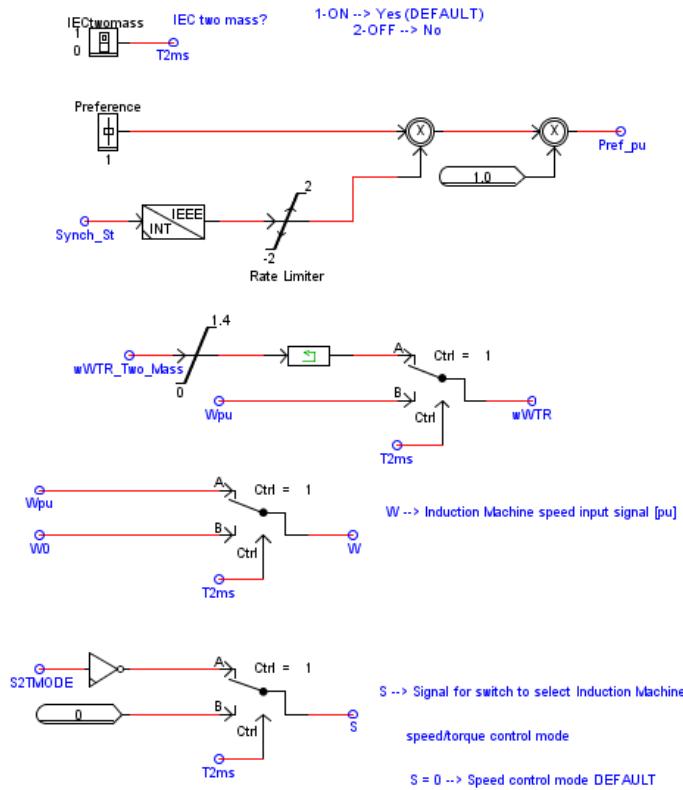 IECtwomass
IEC two mass?
1-ON --> Yes (DEFAULT)
2-OFF --> No
1
0
T2ms
Preference
1
X
X
Pref_pu
1.0
Synch_St
IEEE
INT
2
-2
Rate Limiter
1.4
wWTR_Two_Mass
0
A
Ctrl = 1
Wpu
B
Ctrl
wWTR
T2ms
Wpu
A
Ctrl = 1
W --> Induction Machine speed input signal [pu]
W0
B
Ctrl
W
T2ms
S2TMODE
A
Ctrl = 1
S --> Signal for switch to select Induction Machine
0
B
Ctrl
S
speed/torque control mode
T2ms
S = 0 --> Speed control mode DEFAULT